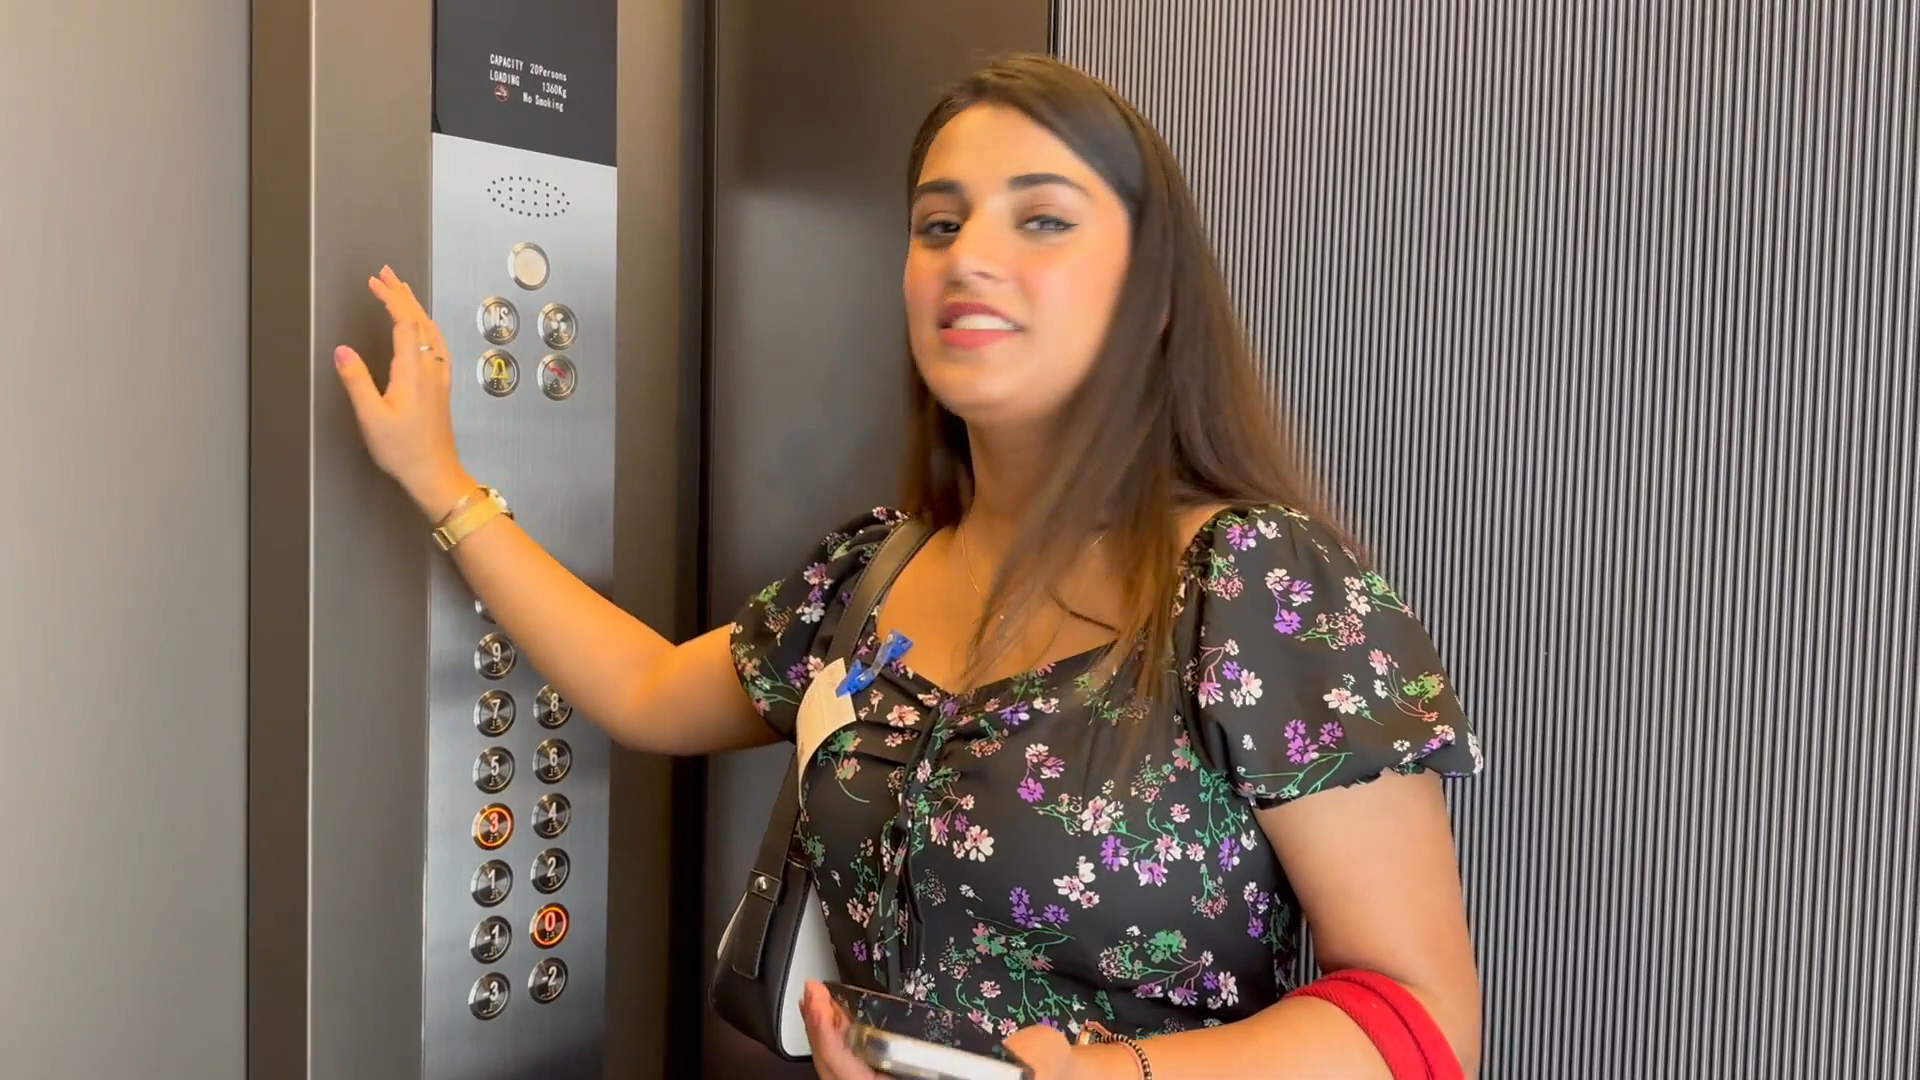 CAPACITY 20Persons
LOADING 1360Kg
No Smoking
NS
9
7 8
5 6
3 4
1 2
-1 0
-3 -2